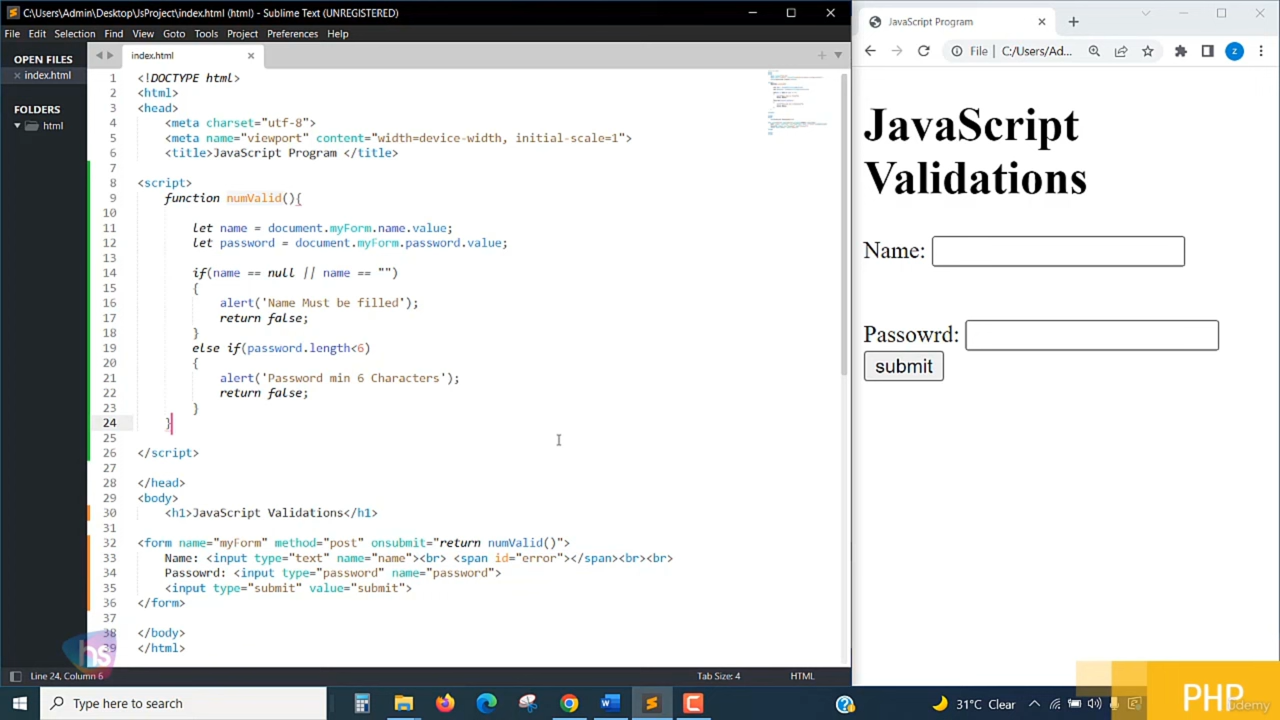 C:\Users\Admin\Desktop\JsProject\index.html (html) - Sublime Text (UNREGISTERED)
File Edit Selection Find View Goto Tools Project Preferences Help
OPEN FILES
index.html
FOLDERS
html
index.html
1 <!DOCTYPE html>
2 <html>
3 <head>
4 <meta charset="utf-8">
5 <meta name="viewport" content="width=device-width, initial-scale=1">
6 <title>JavaScript Program </title>
7
8 <script>
9 function numValid(){
10
11 let name = document.myForm.name.value;
12 let password = document.myForm.password.value;
13
14 if(name == null || name == "")
15 {
16 alert('Name Must be filled');
17 return false;
18 }
19 else if(password.length<6)
20 {
21 alert('Password min 6 Characters');
22 return false;
23 }
24 }
25
26 </script>
27
28 </head>
29 <body>
30 <h1>JavaScript Validations</h1>
31
32 <form name="myForm" method="post" onsubmit="return numValid()">
33 Name: <input type="text" name="name"><br> <span id="error"></span><br><br>
34 Passowrd: <input type="password" name="password">
35 <input type="submit" value="submit">
36 </form>
37
38 </body>
39 </html>
hs
Line 24, Column 6
Tab Size: 4
HTML
JavaScript Program
File
C:/Users/Ad...
z
JavaScript
Validations
Name:
Passowrd:
submit
Type here to search
31°C Clear
PHP
Udemy